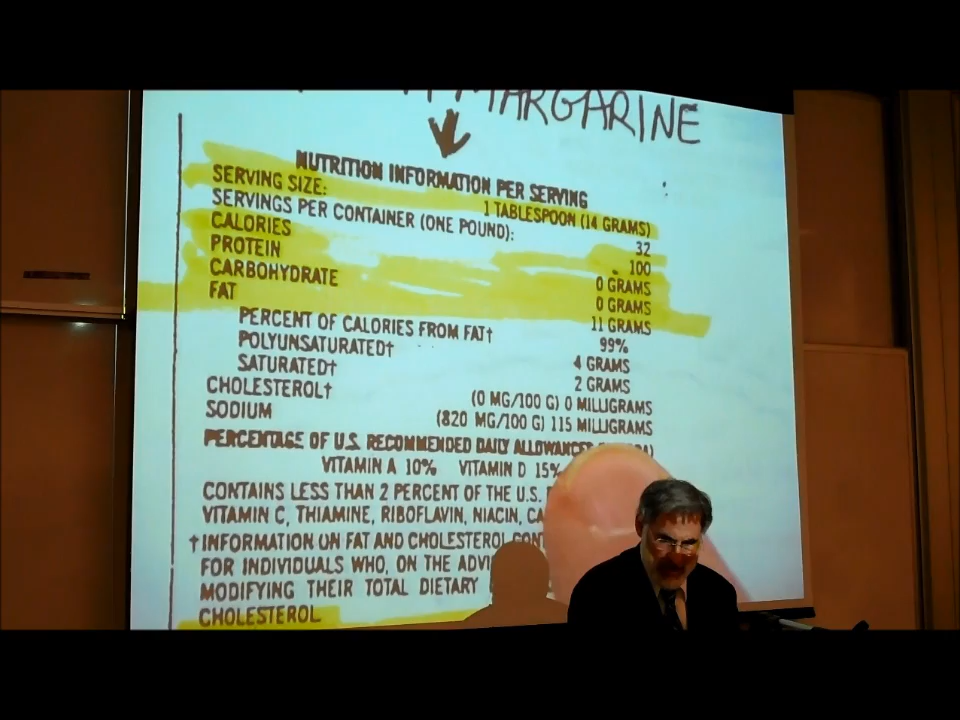 MARGARINE
NUTRITION INFORMATION PER SERVING
SERVING SIZE: 1 TABLESPOON (14 GRAMS)
SERVINGS PER CONTAINER (ONE POUND): 32
CALORIES 100
PROTEIN 0 GRAMS
CARBOHYDRATE 0 GRAMS
FAT 11 GRAMS
PERCENT OF CALORIES FROM FAT† 99%
POLYUNSATURATED† 4 GRAMS
SATURATED† 2 GRAMS
CHOLESTEROL† (0 MG/100 G) 0 MILLIGRAMS
SODIUM (820 MG/100 G) 115 MILLIGRAMS
PERCENTAGE OF U.S. RECOMMENDED DAILY ALLOWANCES
VITAMIN A 10% VITAMIN D 15%
CONTAINS LESS THAN 2 PERCENT OF THE U.S.
VITAMIN C, THIAMINE, RIBOFLAVIN, NIACIN, CA
† INFORMATION ON FAT AND CHOLESTEROL CONT
FOR INDIVIDUALS WHO, ON THE ADVI
MODIFYING THEIR TOTAL DIETARY
CHOLESTEROL